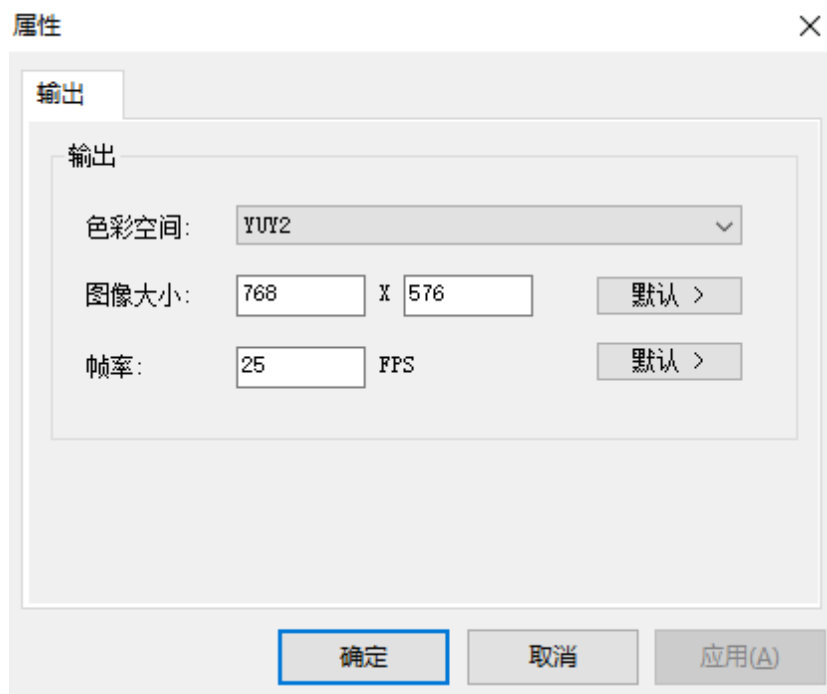 属性
输出
输出
色彩空间: YUY2
图像大小: 768 X 576 默认 >
帧率: 25 FPS 默认 >
确定 取消 应用(A)